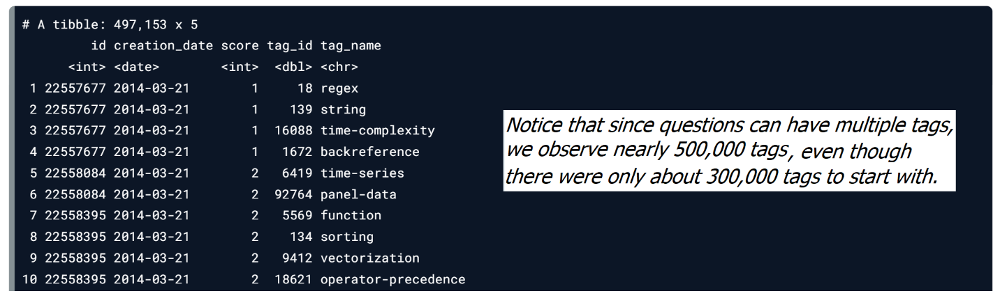 # A tibble: 497,153 x 5
id creation_date score tag_id tag_name
<int> <date> <int> <dbl> <chr>
1 22557677 2014-03-21 1 18 regex
2 22557677 2014-03-21 1 139 string
3 22557677 2014-03-21 1 16088 time-complexity
4 22557677 2014-03-21 1 1672 backreference
5 22558084 2014-03-21 2 6419 time-series
6 22558084 2014-03-21 2 92764 panel-data
7 22558395 2014-03-21 2 5569 function
8 22558395 2014-03-21 2 134 sorting
9 22558395 2014-03-21 2 9412 vectorization
10 22558395 2014-03-21 2 18621 operator-precedence
Notice that since questions can have multiple tags,
we observe nearly 500,000 tags, even though
there were only about 300,000 tags to start with.